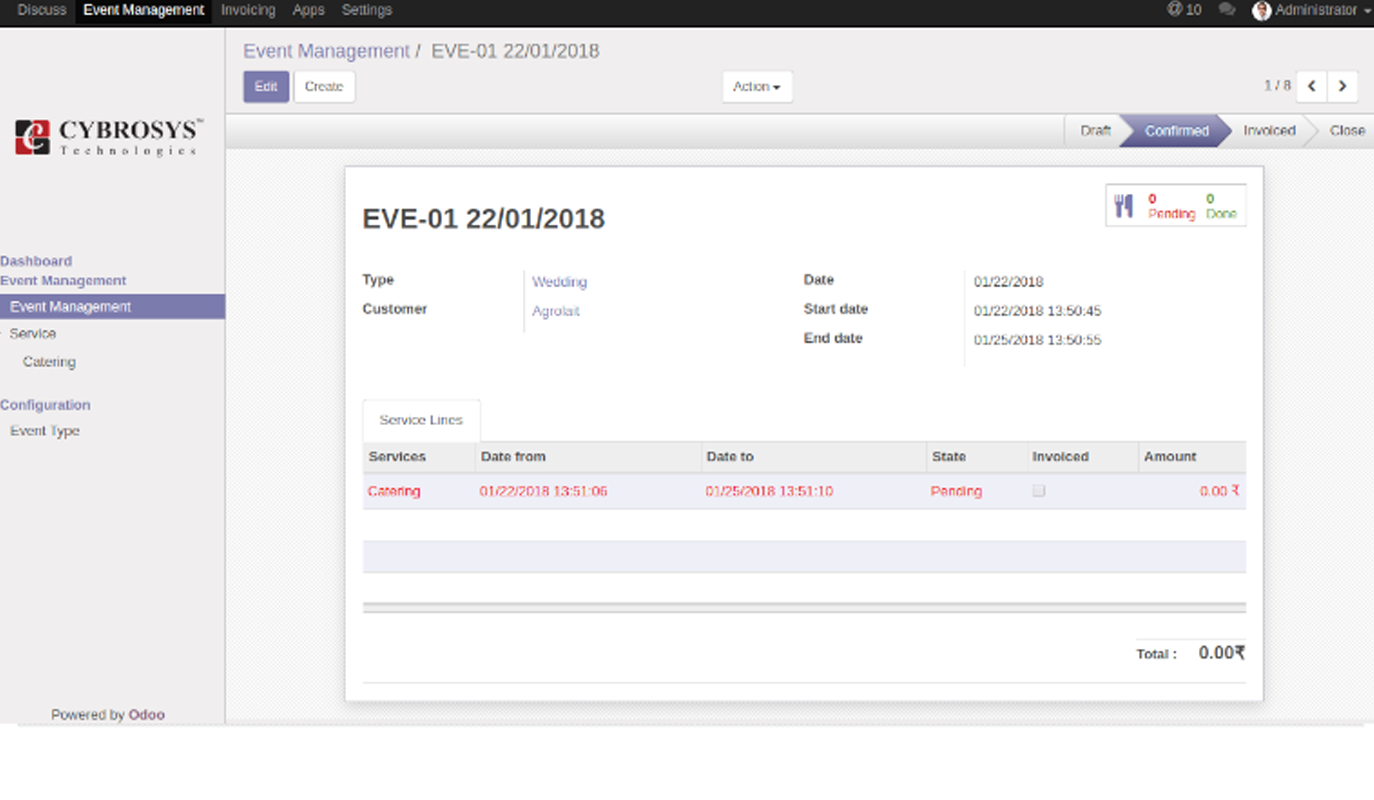 Discuss Event Management Invoicing Apps Settings @ 10 Administrator
Event Management / EVE-01 22/01/2018
Edit Create Action 1 / 8
CYBROSYS™
Technologies
Draft Confirmed Invoiced Close
EVE-01 22/01/2018
0 Pending 0 Done
Dashboard
Event Management
Event Management
Service
Catering
Configuration
Event Type
Type Wedding Date 01/22/2018
Customer Agrolait Start date 01/22/2018 13:50:45
End date 01/25/2018 13:50:55
Service Lines
Services Date from Date to State Invoiced Amount
Catering 01/22/2018 13:51:06 01/25/2018 13:51:10 Pending 0.00 ₹
Total : 0.00₹
Powered by Odoo